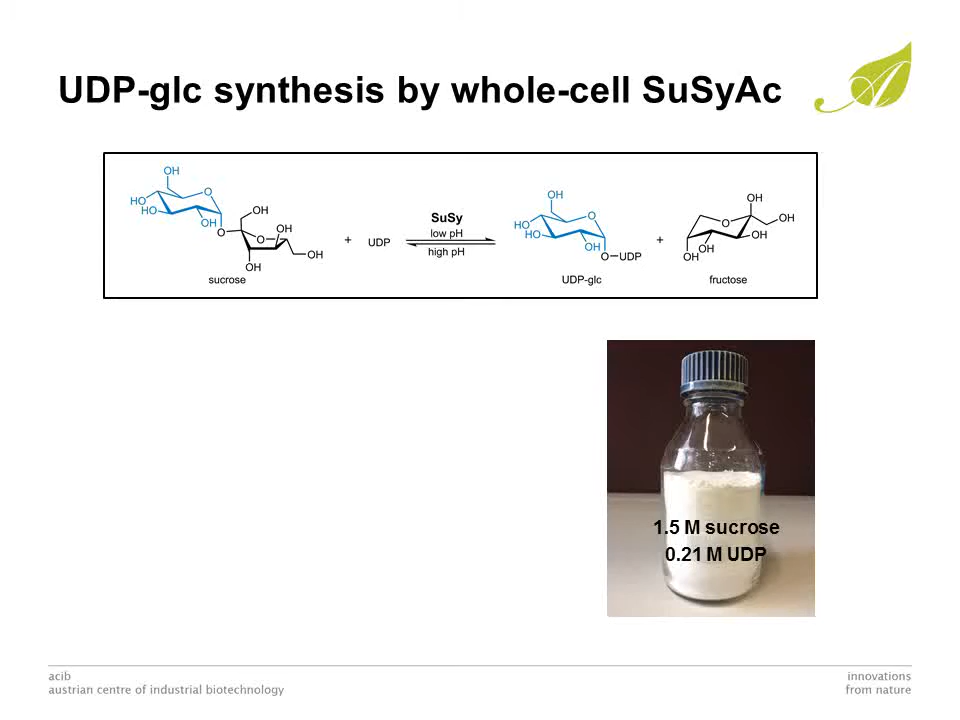 UDP-glc synthesis by whole-cell SuSyAc
OH
O
HO
HO
OH
O
OH
O
OH
OH
OH
sucrose
+
UDP
SuSy
low pH
high pH
OH
O
HO
HO
OH
O–UDP
UDP-glc
+
OH
O
OH
OH
OH
OH
fructose
1.5 M sucrose
0.21 M UDP
acib
austrian centre of industrial biotechnology
innovations
from nature